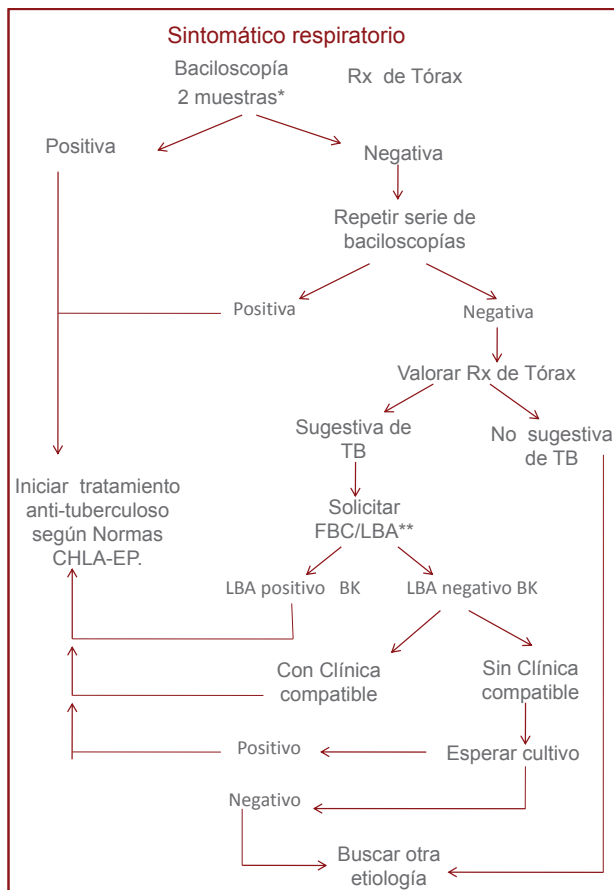 Sintomático respiratorio
Baciloscopía
2 muestras*
Rx de Tórax
Positiva
Negativa
Repetir serie de
baciloscopías
Positiva
Negativa
Valorar Rx de Tórax
Sugestiva de
TB
No sugestiva
de TB
Iniciar tratamiento
anti-tuberculoso
según Normas
CHLA-EP.
Solicitar
FBC/LBA**
LBA positivo BK
LBA negativo BK
Con Clínica
compatible
Sin Clínica
compatible
Positivo
Esperar cultivo
Negativo
Buscar otra
etiología